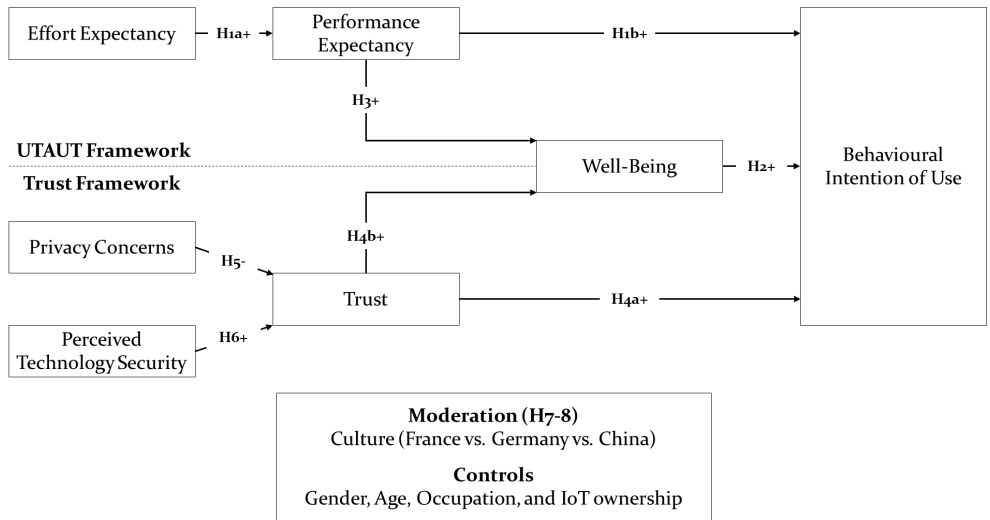 Effort Expectancy
H1a+
Performance
Expectancy
H1b+
H3+
UTAUT Framework
Trust Framework
Well-Being
H2+
Behavioural
Intention of Use
Privacy Concerns
H4b+
H5-
Trust
H4a+
H6+
Perceived
Technology Security
Moderation (H7-8)
Culture (France vs. Germany vs. China)
Controls
Gender, Age, Occupation, and IoT ownership